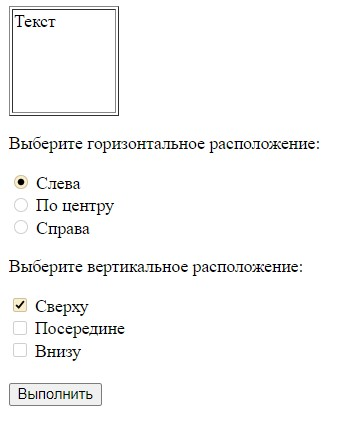 Текст
Выберите горизонтальное расположение:
Слева
По центру
Справа
Выберите вертикальное расположение:
Сверху
Посередине
Внизу
Выполнить